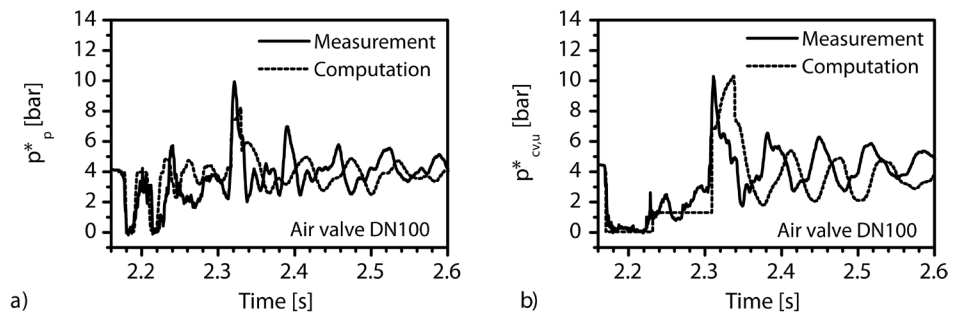 14
12
10
8
6
4
2
0
p*p [bar]
Measurement
Computation
Air valve DN100
2.2 2.3 2.4 2.5 2.6
Time [s]
a)
14
12
10
8
6
4
2
0
p*cv,u [bar]
Measurement
Computation
Air valve DN100
2.2 2.3 2.4 2.5 2.6
Time [s]
b)